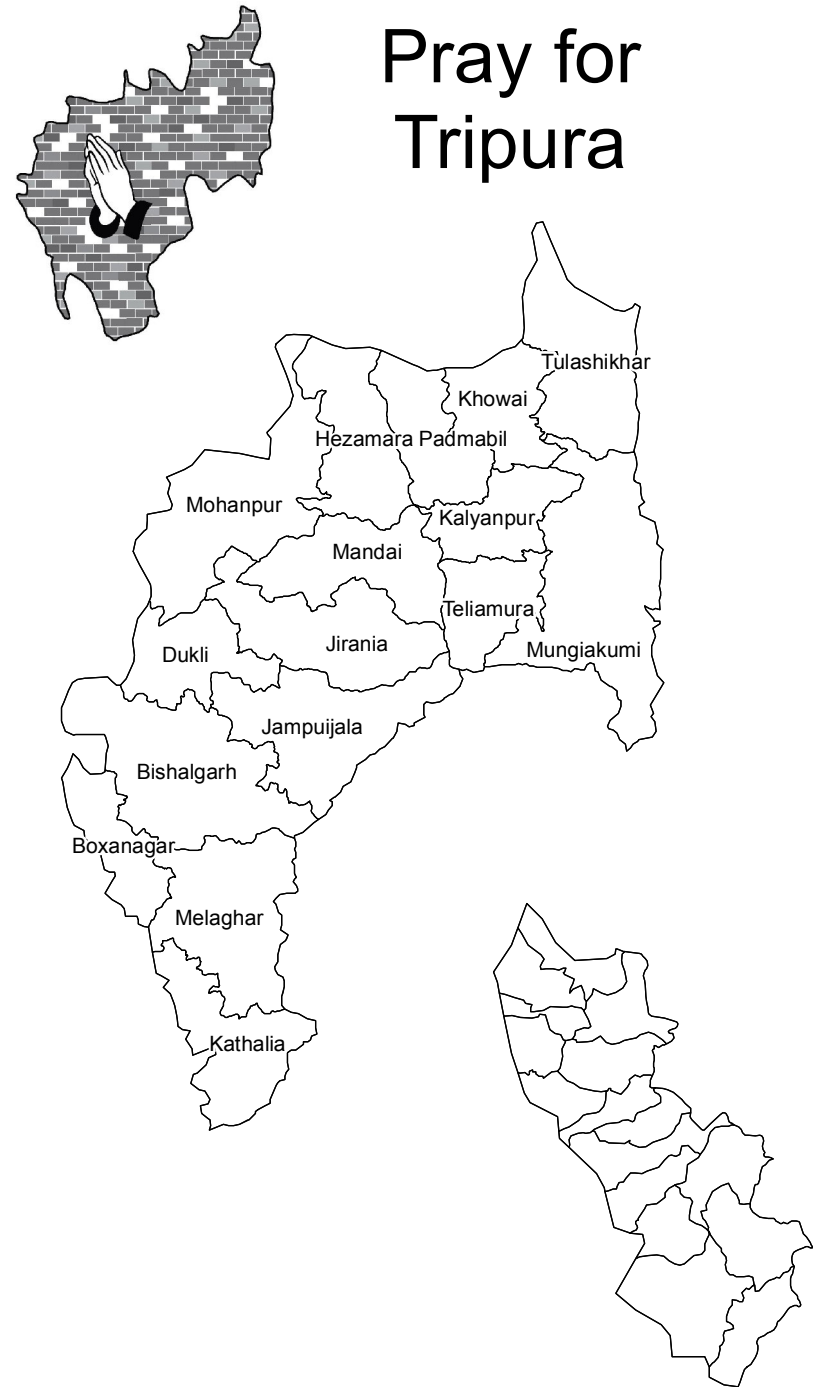 Pray for
Tripura
Tulashikhar
Khowai
Hezamara Padmabil
Mohanpur
Kalyanpur
Mandai
Teliamura
Jirania
Mungiakumi
Dukli
Jampuijala
Bishalgarh
Boxanagar
Melaghar
Kathalia